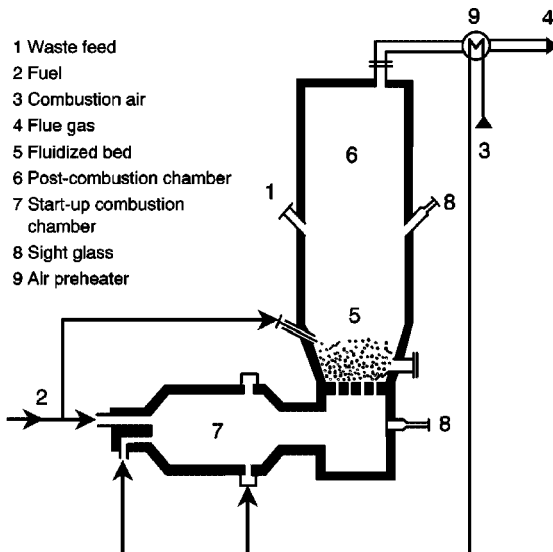 1 Waste feed
2 Fuel
3 Combustion air
4 Flue gas
5 Fluidized bed
6 Post-combustion chamber
7 Start-up combustion
chamber
8 Sight glass
9 Air preheater
9
4
6
3
1
8
5
2
7
8